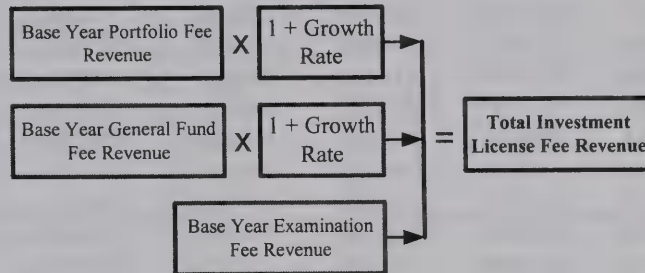 Base Year Portfolio Fee
Revenue
X
1 + Growth
Rate
Base Year General Fund
Fee Revenue
X
1 + Growth
Rate
=
Total Investment
License Fee Revenue
Base Year Examination
Fee Revenue